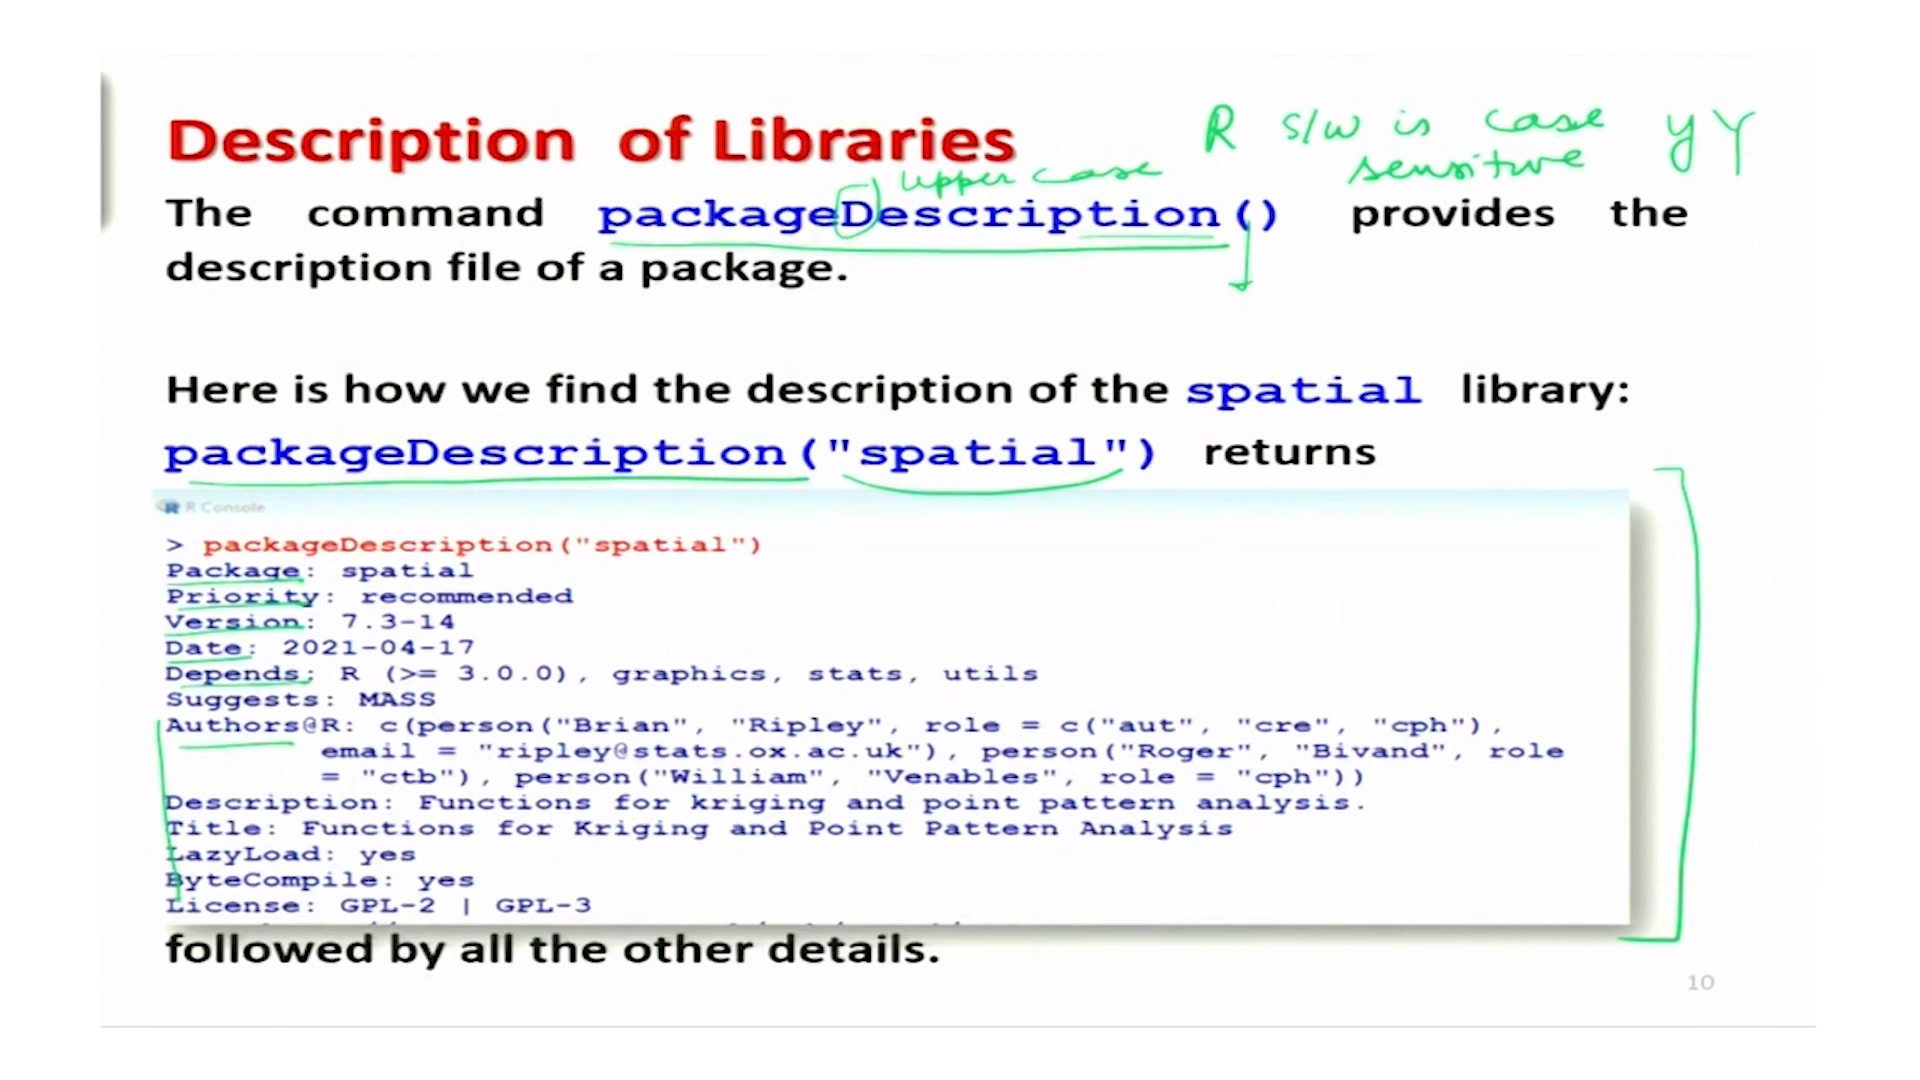 Description of Libraries
R s/w is case y Y
sensitive
upper case
The command packageDescription() provides the
description file of a package.
Here is how we find the description of the spatial library:
packageDescription("spatial") returns
R Console
> packageDescription("spatial")
Package: spatial
Priority: recommended
Version: 7.3-14
Date: 2021-04-17
Depends: R (>= 3.0.0), graphics, stats, utils
Suggests: MASS
Authors@R: c(person("Brian", "Ripley", role = c("aut", "cre", "cph"),
email = "ripley@stats.ox.ac.uk"), person("Roger", "Bivand", role
= "ctb"), person("William", "Venables", role = "cph"))
Description: Functions for kriging and point pattern analysis.
Title: Functions for Kriging and Point Pattern Analysis
LazyLoad: yes
ByteCompile: yes
License: GPL-2 | GPL-3
followed by all the other details.
10